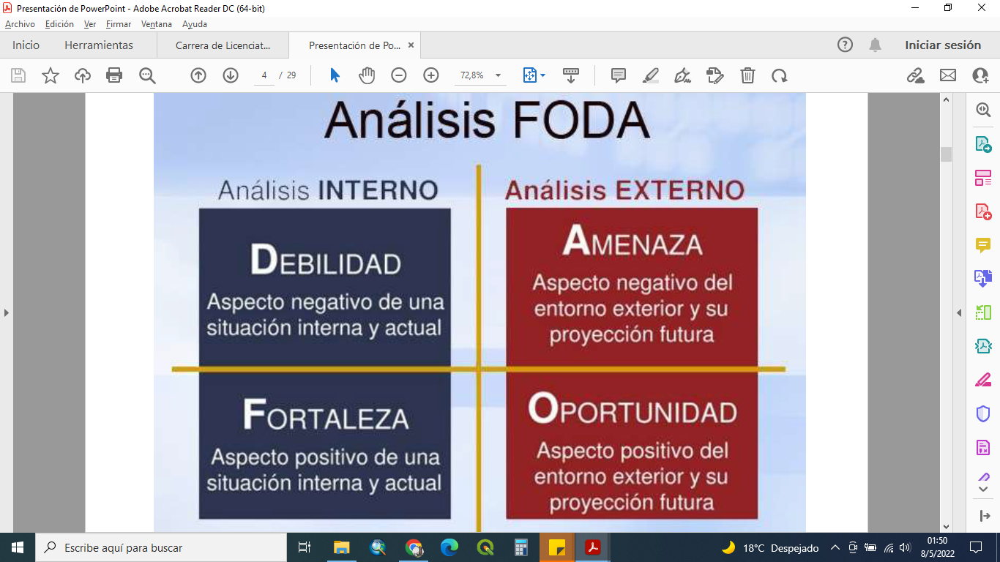 Presentación de PowerPoint - Adobe Acrobat Reader DC (64-bit)
Archivo Edición Ver Firmar Ventana Ayuda
Inicio Herramientas Carrera de Licenciat... Presentación de Po... Iniciar sesión
4 / 29 72,8%
Análisis FODA
Análisis INTERNO
DEBILIDAD
Aspecto negativo de una
situación interna y actual
FORTALEZA
Aspecto positivo de una
situación interna y actual
Análisis EXTERNO
AMENAZA
Aspecto negativo del
entorno exterior y su
proyección futura
OPORTUNIDAD
Aspecto positivo del
entorno exterior y su
proyección futura
Escribe aquí para buscar
18°C Despejado
01:50
8/5/2022